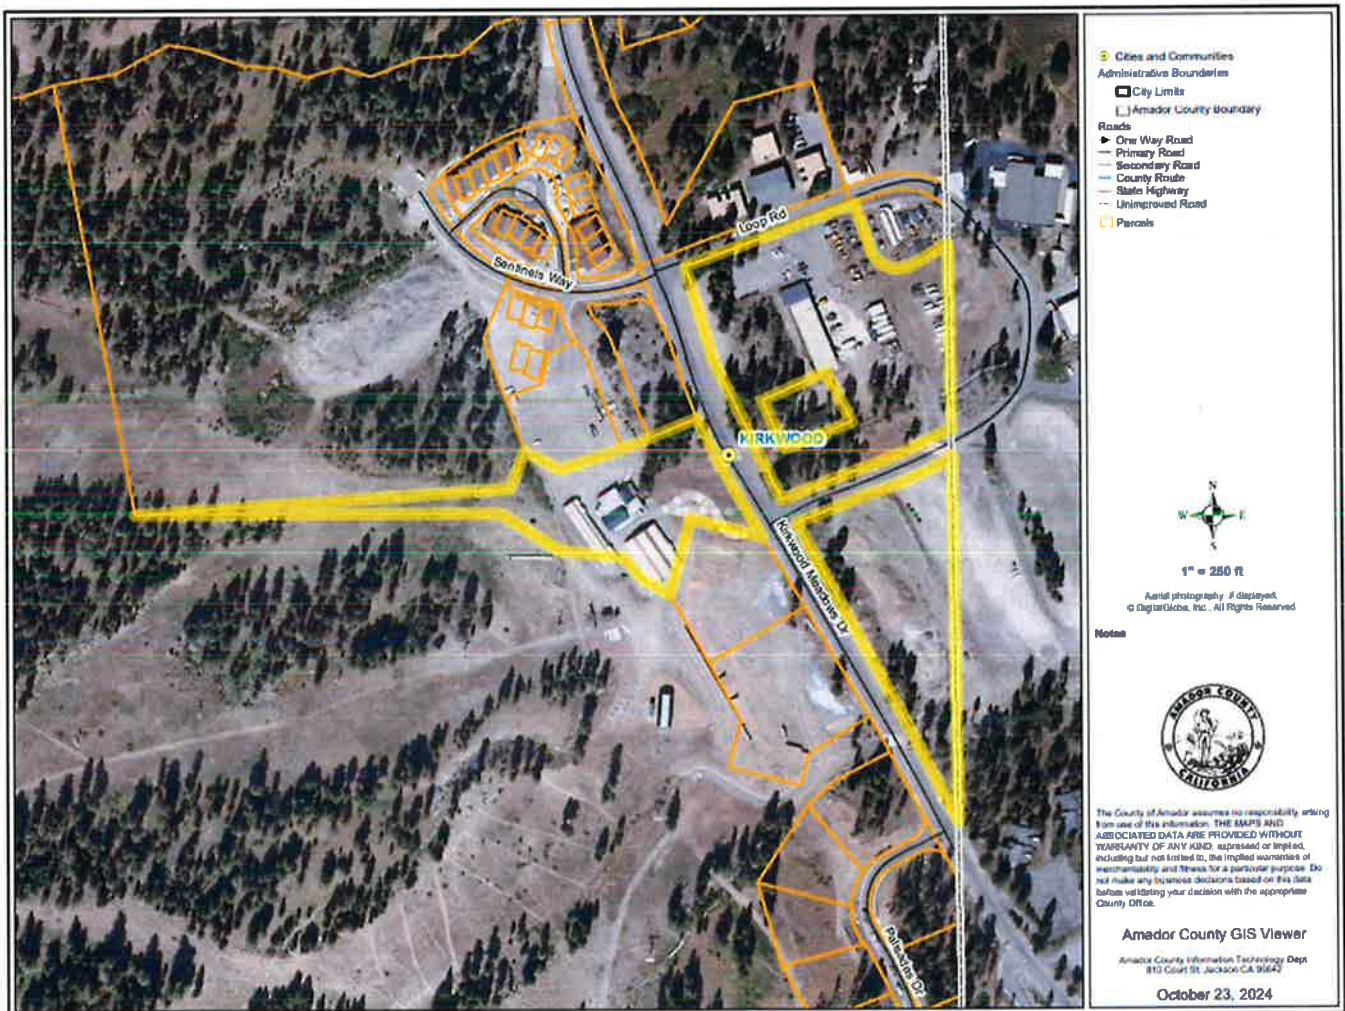 Loop Rd
Sentinels Way
KIRKWOOD
Kirkwood Meadows Dr
Palisades Dr
Cities and Communities
Administrative Boundaries
City Limits
Amador County Boundary
Roads
One Way Road
Primary Road
Secondary Road
County Route
State Highway
Unimproved Road
Parcels
N
W E
S
1" = 250 ft
Aerial photography, if displayed,
© DigitalGlobe, Inc., All Rights Reserved
Notes
AMADOR COUNTY
CALIFORNIA
The County of Amador assumes no responsibility arising
from use of this information. THE MAPS AND
ASSOCIATED DATA ARE PROVIDED WITHOUT
WARRANTY OF ANY KIND, expressed or implied,
including but not limited to, the implied warranties of
merchantability and fitness for a particular purpose. Do
not make any business decisions based on this data
before validating your decision with the appropriate
County Office.
Amador County GIS Viewer
Amador County Information Technology Dept
810 Court St, Jackson CA 95642
October 23, 2024